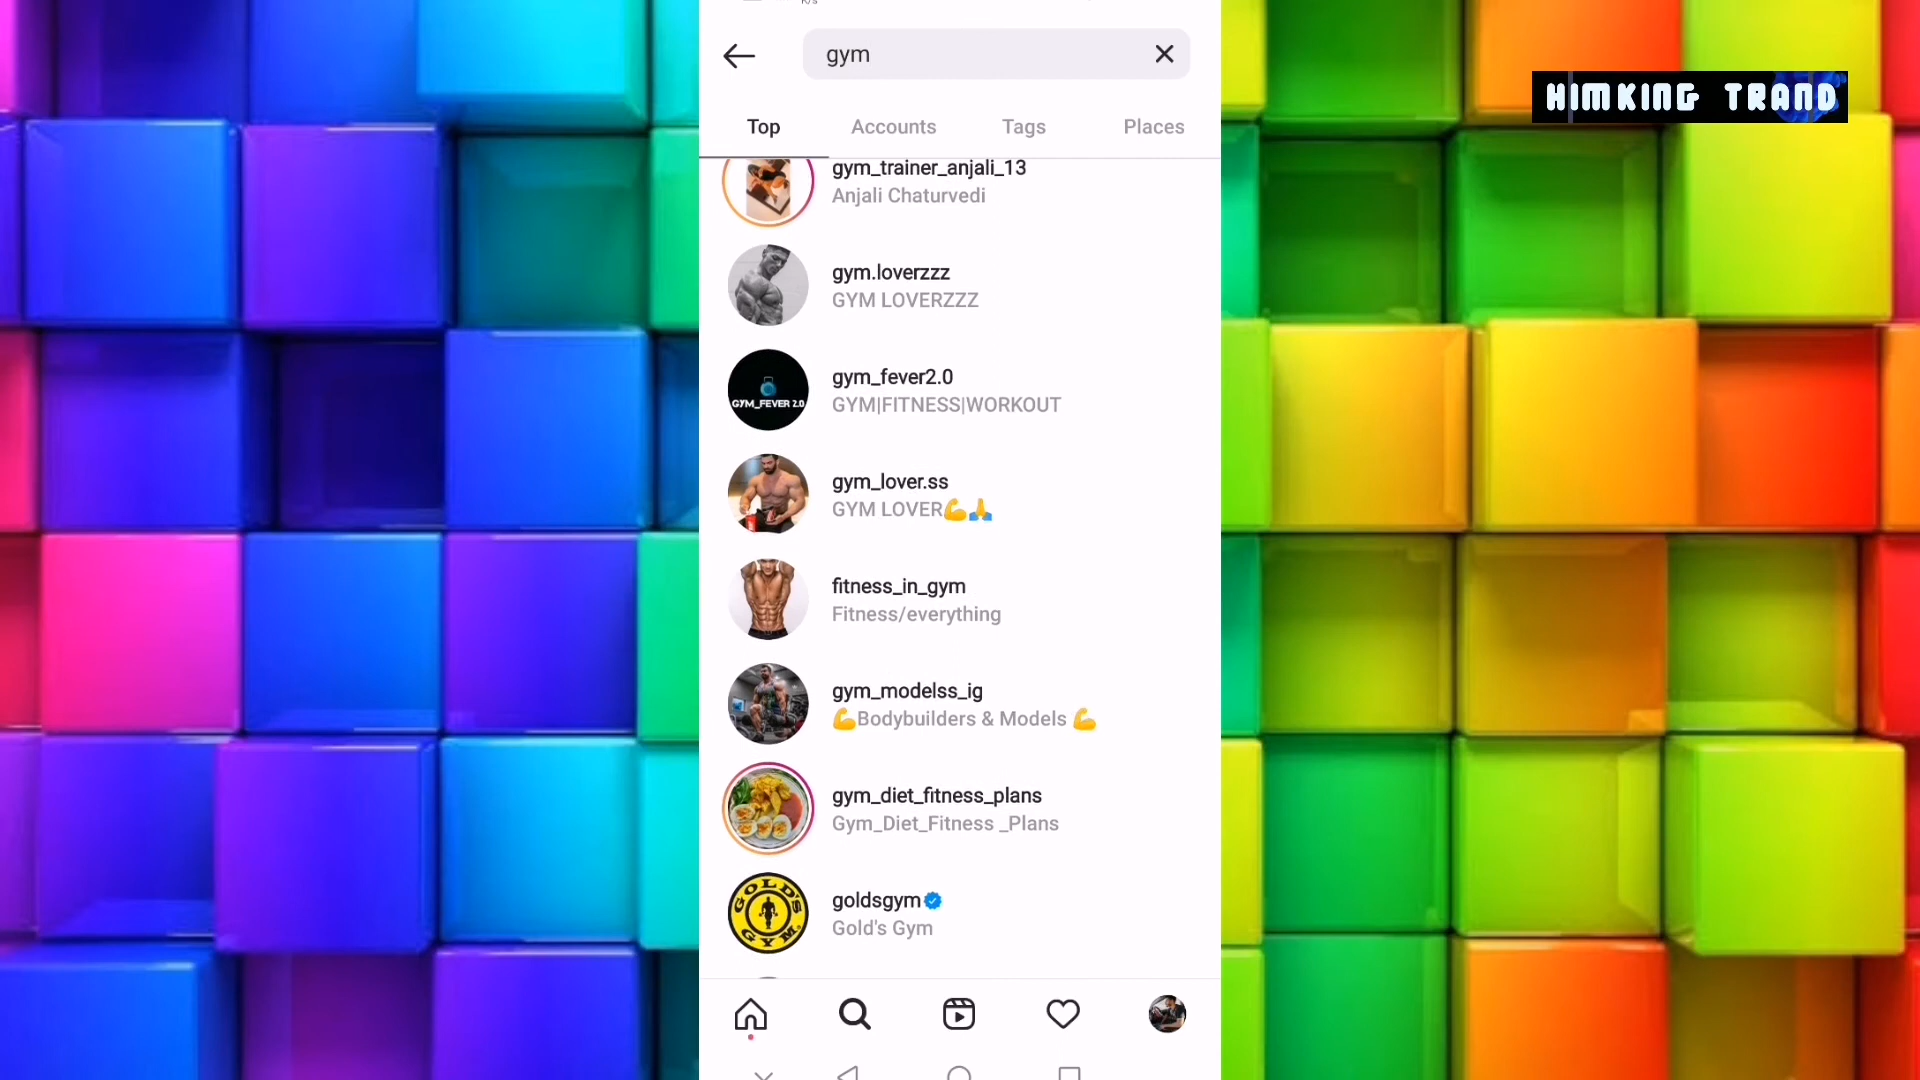 K/s
gym
HIMKING TRAND
Top Accounts Tags Places
gym_trainer_anjali_13
Anjali Chaturvedi
gym.loverzzz
GYM LOVERZZZ
gym_fever2.0
GYM|FITNESS|WORKOUT
GYM_FEVER 2.0
gym_lover.ss
GYM LOVER💪🙏
fitness_in_gym
Fitness/everything
gym_modelss_ig
💪Bodybuilders & Models 💪
gym_diet_fitness_plans
Gym_Diet_Fitness _Plans
goldsgym
Gold's Gym
GOLD'S
GYM